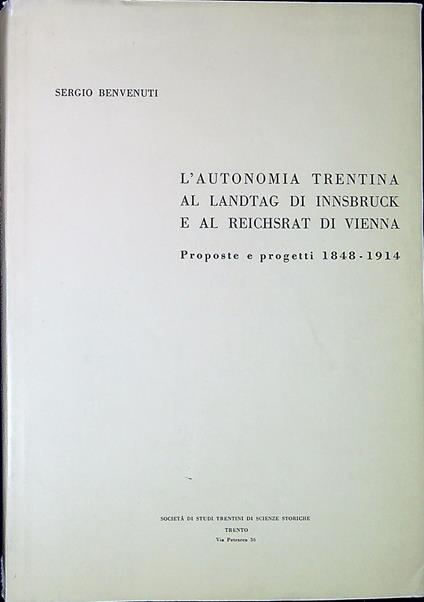 SERGIO BENVENUTI
L'AUTONOMIA TRENTINA
AL LANDTAG DI INNSBRUCK
E AL REICHSRAT DI VIENNA
Proposte e progetti 1848 - 1914
SOCIETÀ DI STUDI TRENTINI DI SCIENZE STORICHE
TRENTO
Via Petrarca 36